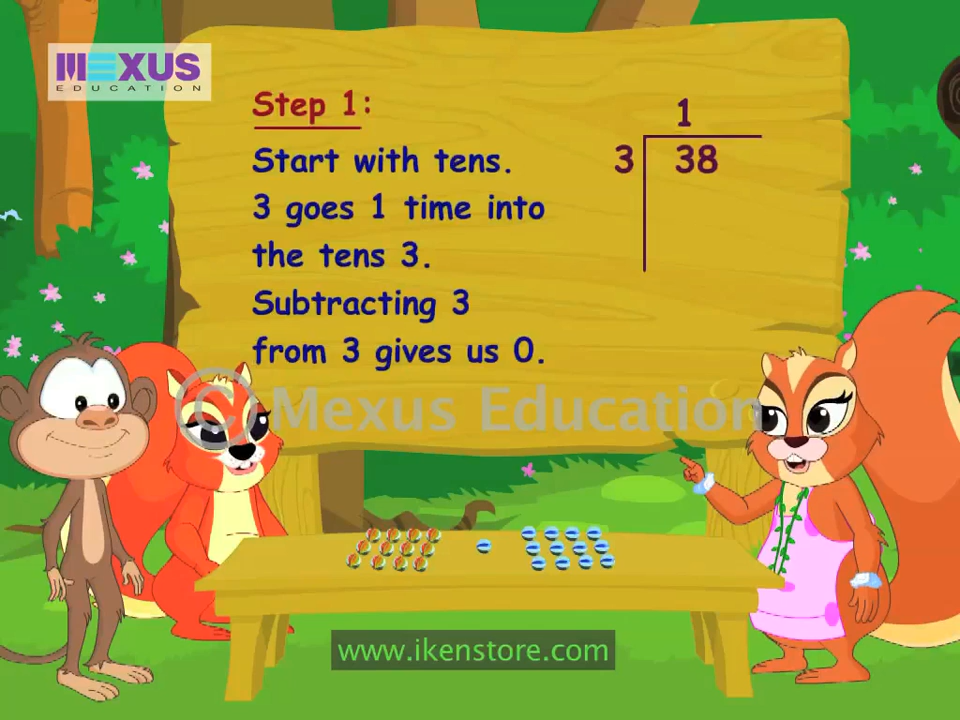 MEXUS
EDUCATION
Step 1:
Start with tens.
3 goes 1 time into
the tens 3.
Subtracting 3
from 3 gives us 0.
1
3 38
© Mexus Education
www.ikenstore.com